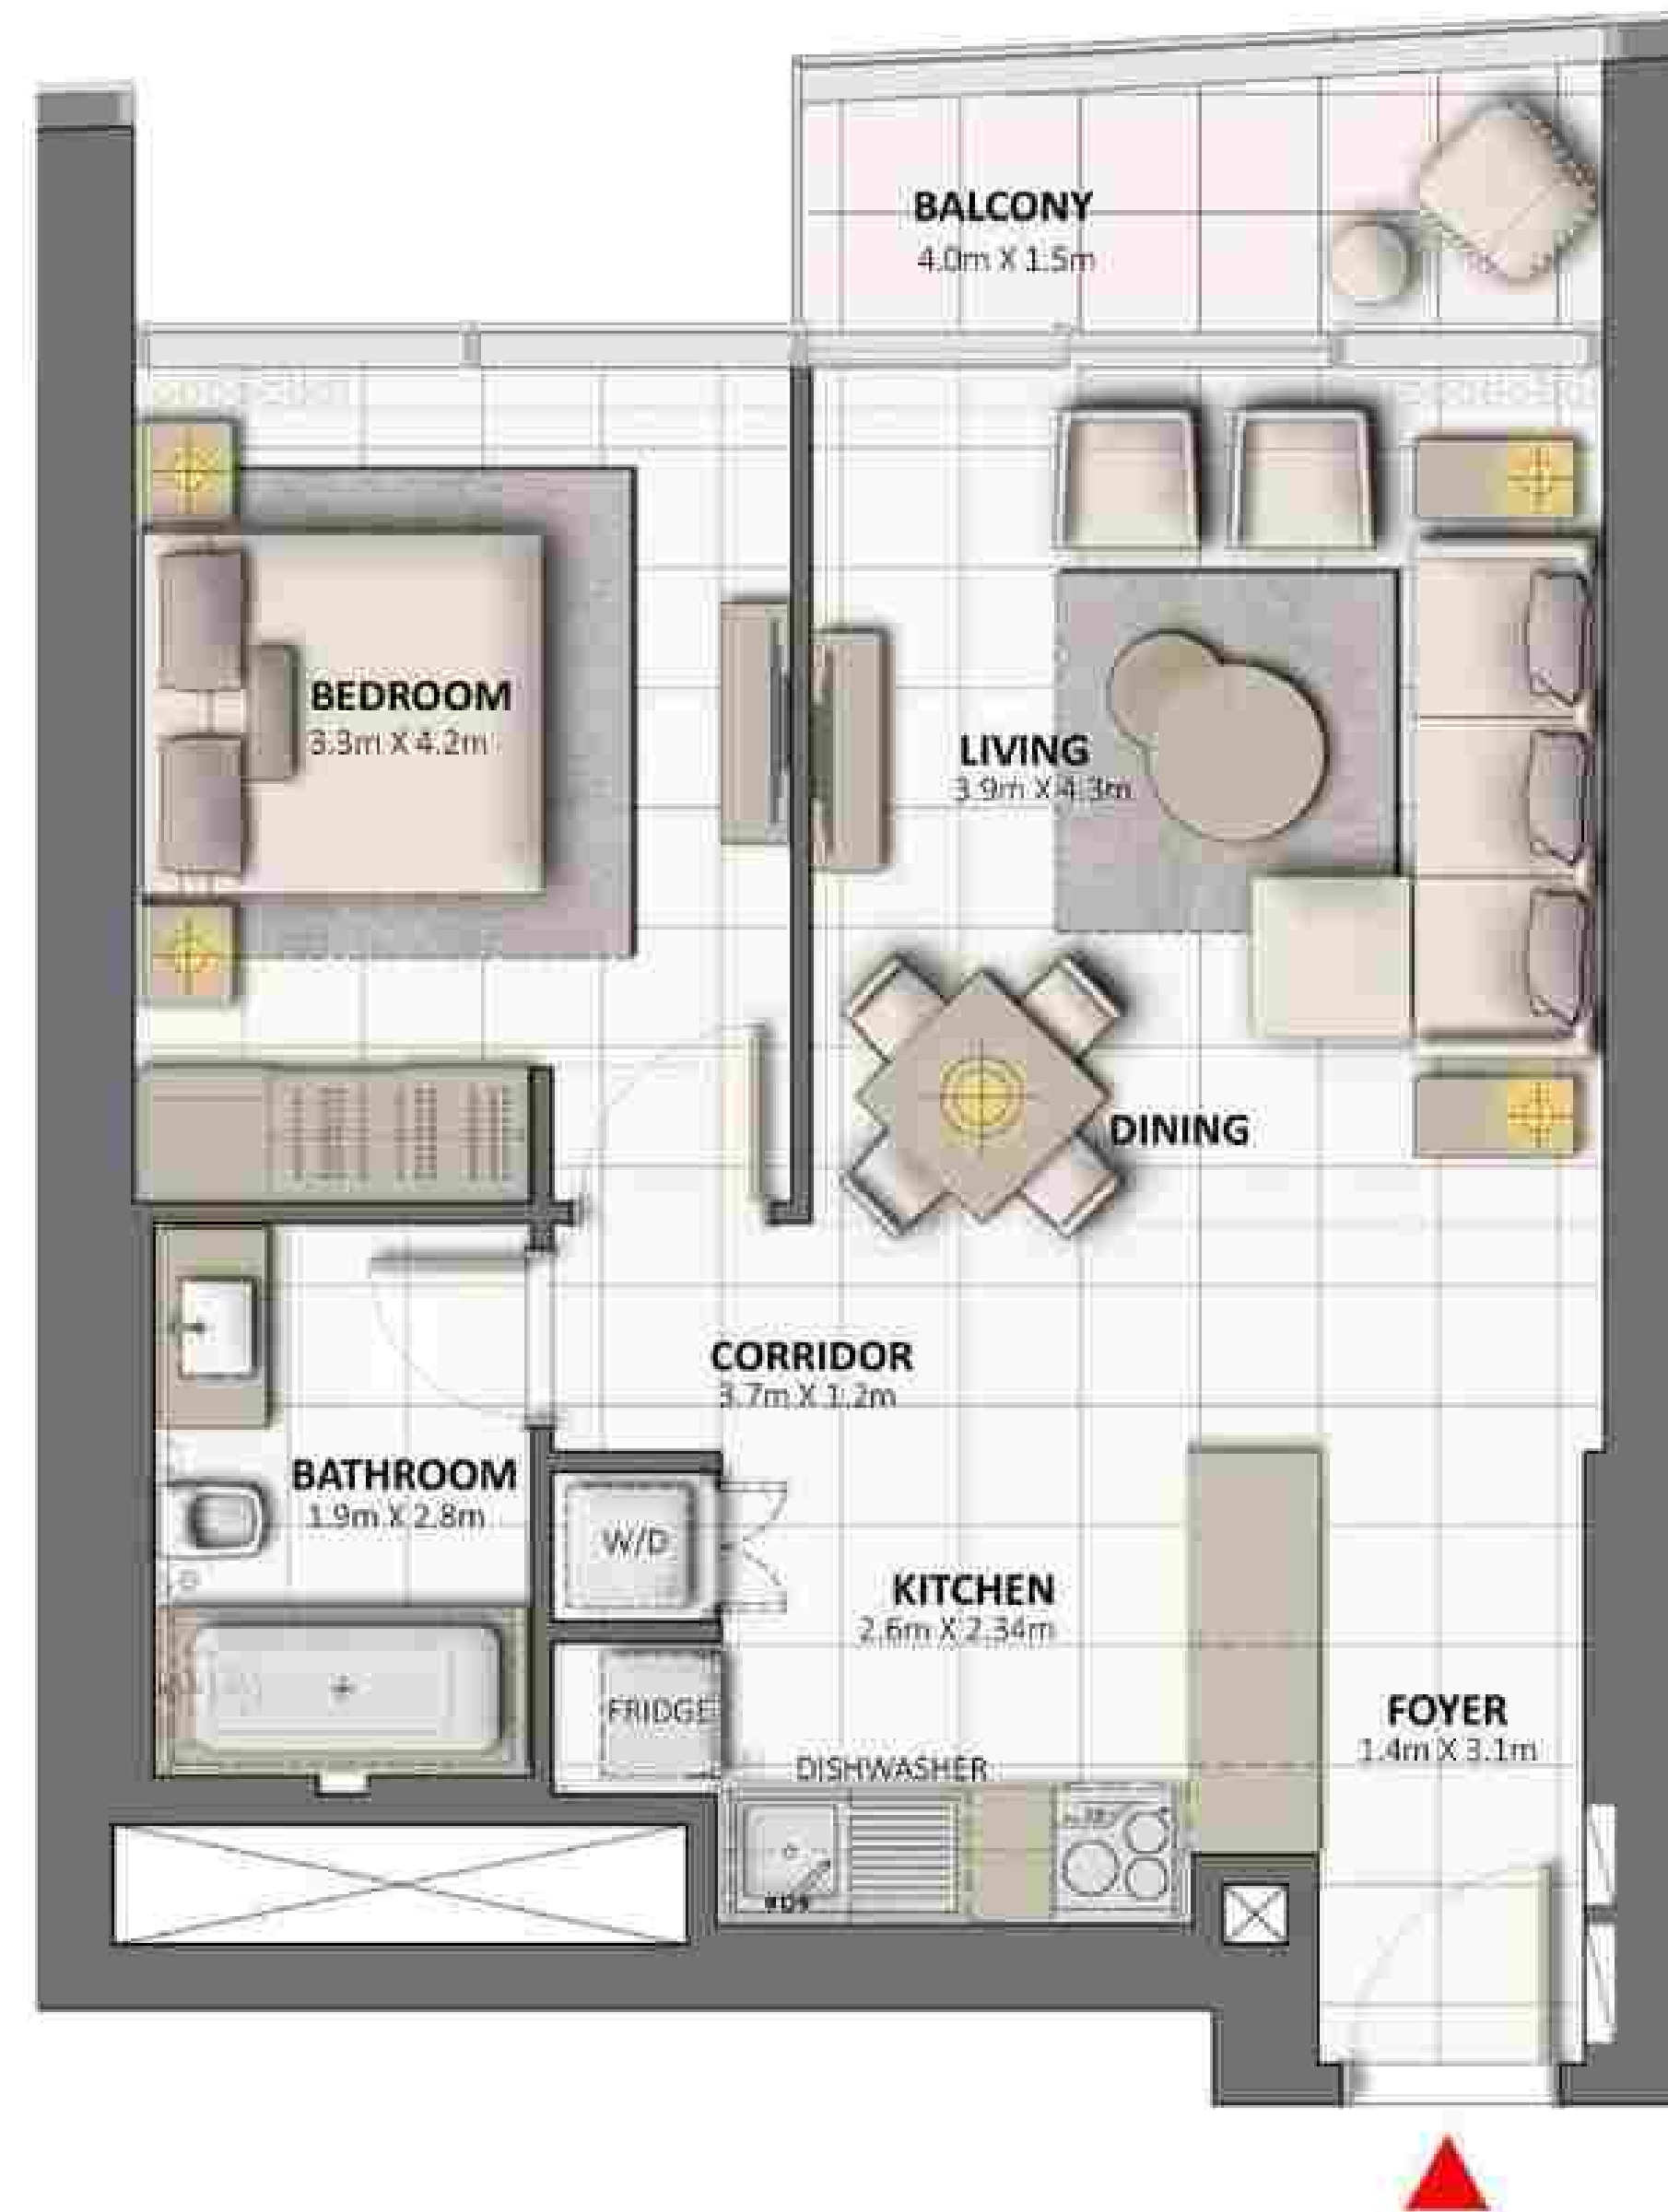 BALCONY
4.0m X 1.5m
BEDROOM
3.3m X 4.2m
LIVING
3.9m X 4.3m
DINING
CORRIDOR
3.7m X 1.2m
BATHROOM
1.9m X 2.8m
W/D
KITCHEN
2.6m X 2.34m
FRIDGE
FOYER
1.4m X 3.1m
DISHWASHER